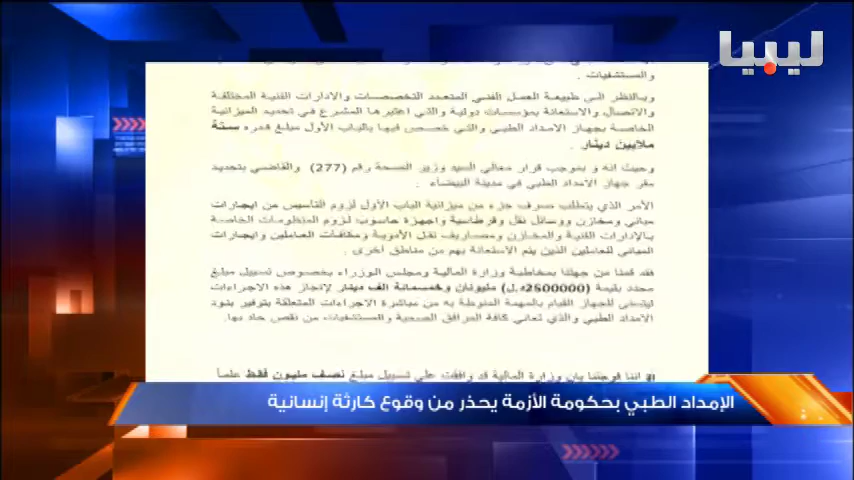 ليبيا
والمستشفيات .
وبالنظر الى طبيعة العمل الفني المتعدد التخصصات والادارات الفنية المختلفة
والاتصال والاستعانة بمؤسسات دولية والتي اعتبرها المشرع في تحديد الميزانية
الخاصة بجهاز الامداد الطبي والتي خصص فيها بالباب الأول مبلغ قدره ستة
ملايين دينار .
وحيث انه و بموجب قرار معالي السيد وزير الصحة رقم (277) والقاضي بتحديد
مقر جهاز الامداد الطبي في مدينة البيضاء .
الأمر الذي يتطلب صرف جزء من ميزانية الباب الأول لزوم التأسيس من ايجارات
مباني ومخازن ووسائل نقل وقرطاسية واجهزة حاسوب لزوم المنظومات الخاصة
بالإدارات الفنية والمخازن ومصاريف نقل الأدوية ومكافآت العاملين وايجارات
المباني للعاملين الذين يتم الاستعانة بهم من مناطق أخرى .
فقد قمنا من جهتنا بمخاطبة وزارة المالية ومجلس الوزراء بخصوص تسييل مبلغ
محدد بقيمة (2500000د.ل) مليونان وخمسمائة الف دينار لإنجاز هذه الاجراءات
ليتسنى للجهاز القيام بالمهمة المنوطة به من مباشرة الاجراءات المتعلقة بتوفير بنود
الامداد الطبي والذي تعاني كافة المرافق الصحية والمستشفيات من نقص حاد بها.
الا اننا فوجئنا بان وزارة المالية قد وافقت على تسييل مبلغ نصف مليون فقط علماً
الإمداد الطبي بحكومة الأزمة يحذر من وقوع كارثة إنسانية